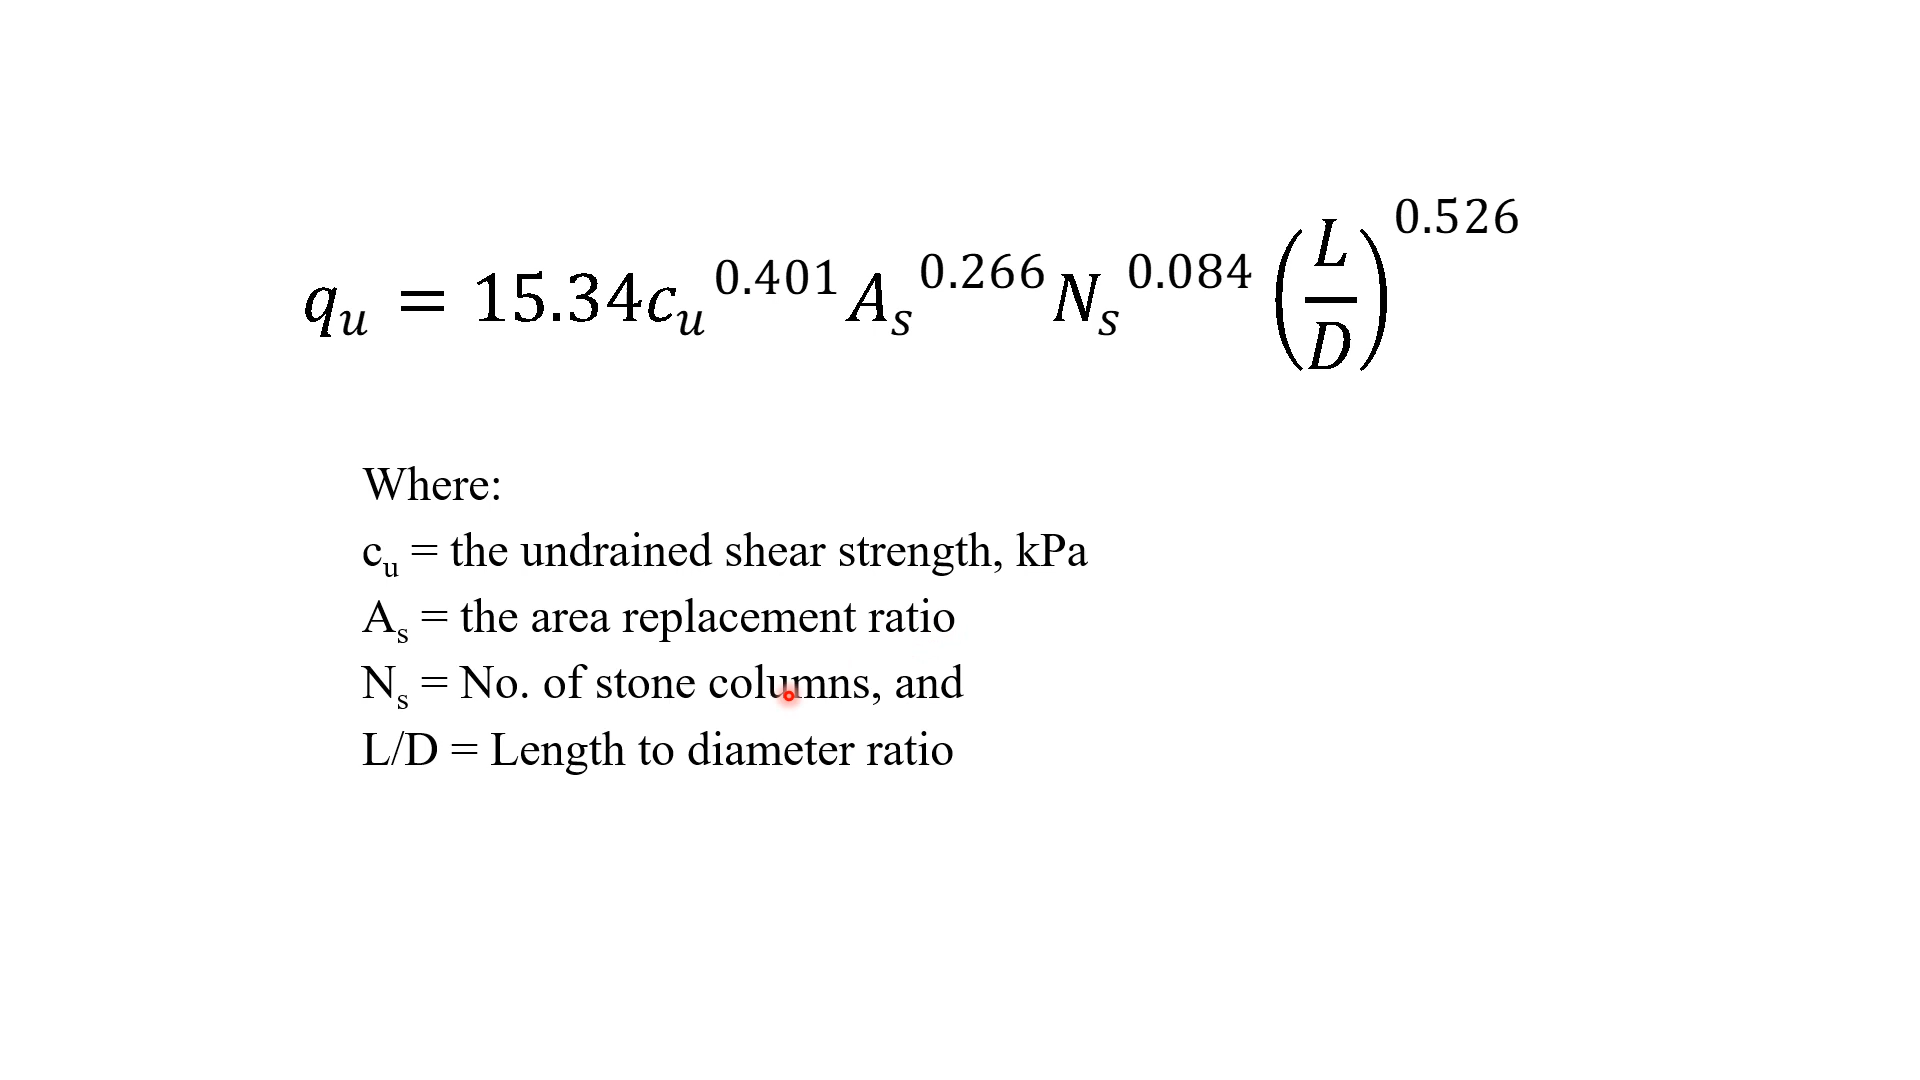 q_u = 15.34c_u^0.401 A_s^0.266 N_s^0.084 (L/D)^0.526
Where:
c_u = the undrained shear strength, kPa
A_s = the area replacement ratio
N_s = No. of stone columns, and
L/D = Length to diameter ratio